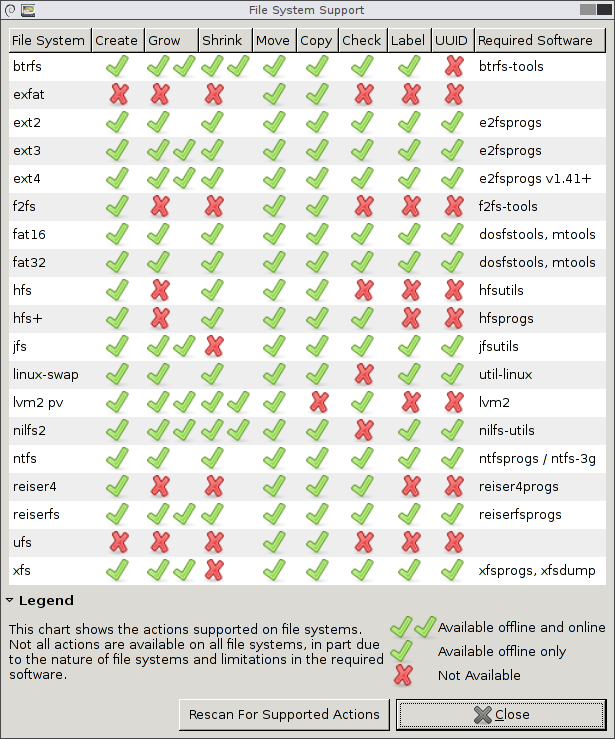 File System Support
File System Create Grow Shrink Move Copy Check Label UUID Required Software
btrfs btrfs-tools
exfat
ext2 e2fsprogs
ext3 e2fsprogs
ext4 e2fsprogs v1.41+
f2fs f2fs-tools
fat16 dosfstools, mtools
fat32 dosfstools, mtools
hfs hfsutils
hfs+ hfsprogs
jfs jfsutils
linux-swap util-linux
lvm2 pv lvm2
nilfs2 nilfs-utils
ntfs ntfsprogs / ntfs-3g
reiser4 reiser4progs
reiserfs reiserfsprogs
ufs
xfs xfsprogs, xfsdump
Legend
This chart shows the actions supported on file systems.
Not all actions are available on all file systems, in part due
to the nature of file systems and limitations in the required
software.
Available offline and online
Available offline only
Not Available
Rescan For Supported Actions
Close